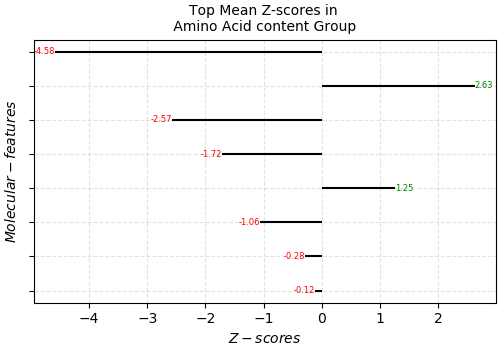 Top Mean Z-scores in
Amino Acid content Group
-4.58
2.63
-2.57
-1.72
1.25
-1.06
-0.28
-0.12
Molecular − features
−4 −3 −2 −1 0 1 2
Z − scores